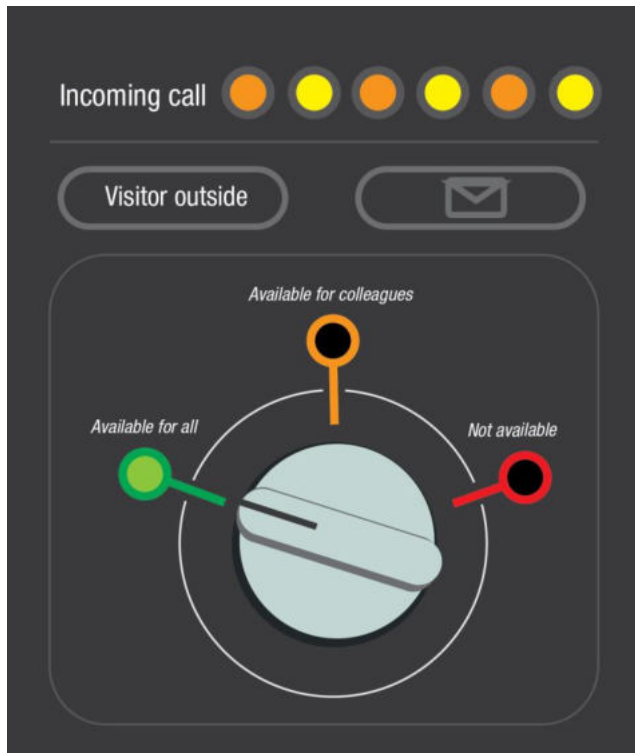 Incoming call
Visitor outside
Available for colleagues
Available for all
Not available